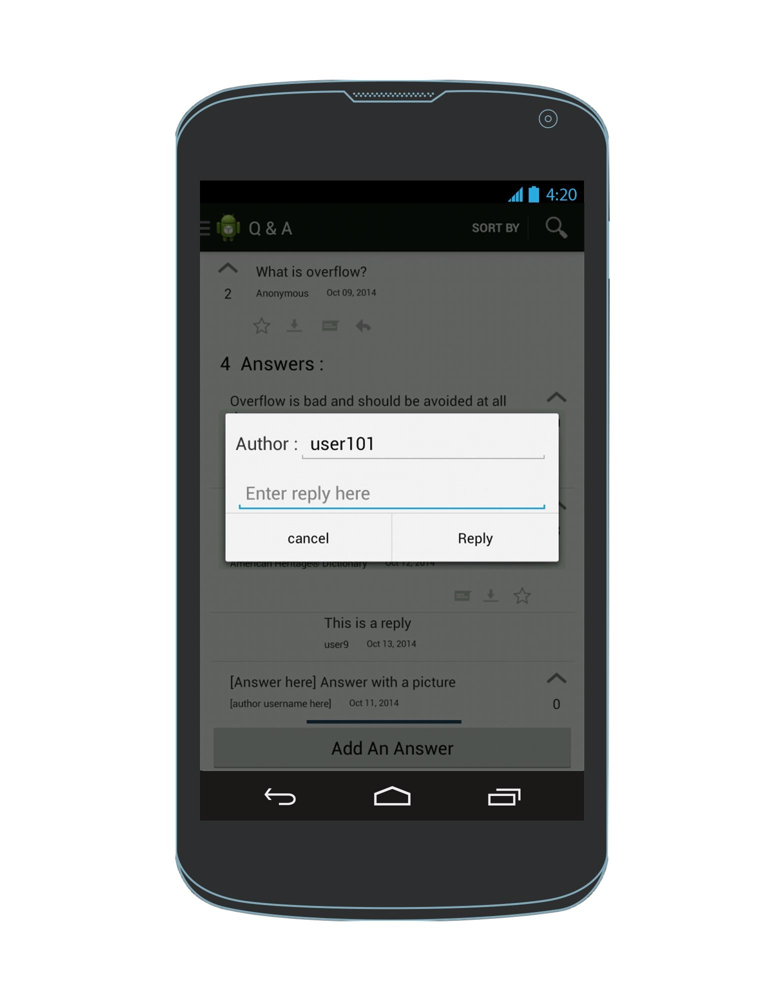 4:20
Q & A
SORT BY
What is overflow?
2
Anonymous Oct 09, 2014
4 Answers :
Overflow is bad and should be avoided at all
Author : user101
Enter reply here
cancel Reply
American Heritage® Dictionary Oct 12, 2014
This is a reply
user9 Oct 13, 2014
[Answer here] Answer with a picture
[author username here] Oct 11, 2014
0
Add An Answer